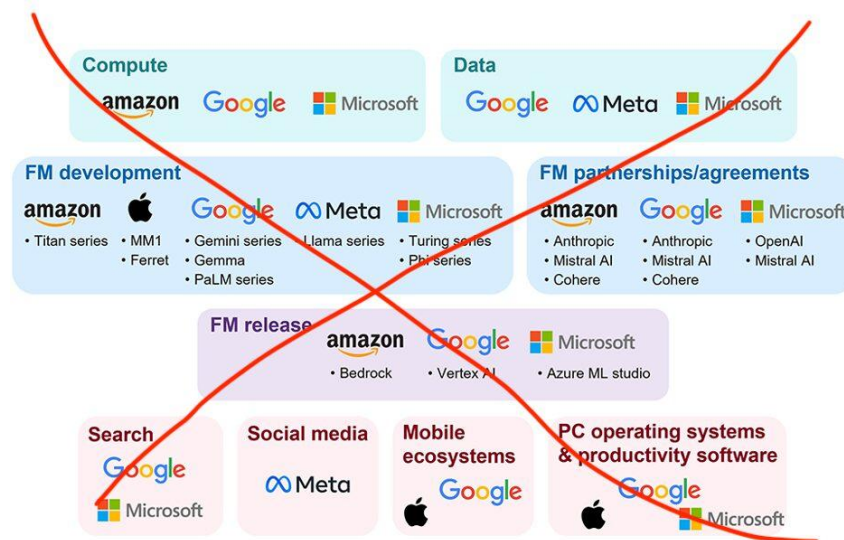 Compute
Data
amazon Google Microsoft
Google Meta Microsoft
FM development
FM partnerships/agreements
amazon Google Meta Microsoft
amazon Google Microsoft
• Titan series • MM1 • Gemini series Llama series • Turing series
• Ferret • Gemma • Phi series
• PaLM series
• Anthropic • Anthropic • OpenAI
• Mistral AI • Mistral AI • Mistral AI
• Cohere • Cohere
FM release
amazon Google Microsoft
• Bedrock • Vertex AI • Azure ML studio
Search
Google
Microsoft
Social media
Meta
Mobile
ecosystems
Google
PC operating systems
& productivity software
Google
Microsoft